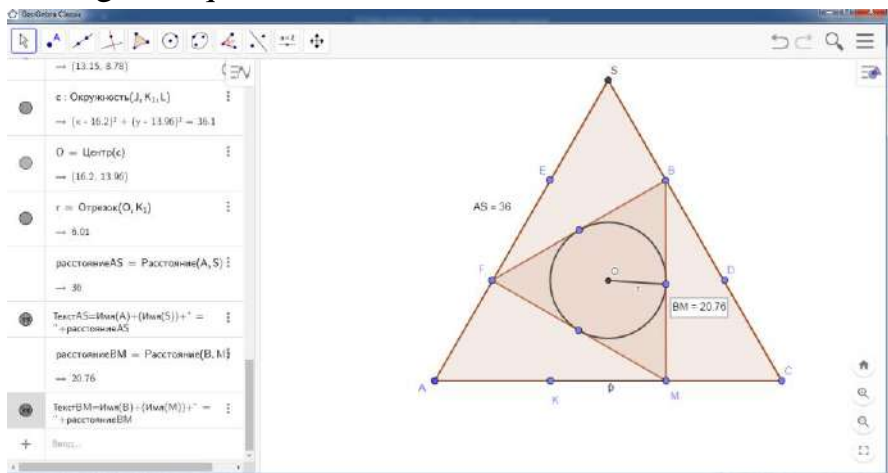 GeoGebra Classic
→ (13.15, 8.78)
c : Окружность(J, K₁, L)
→ (x - 16.2)² + (y - 13.96)² = 36.1
O = Центр(c)
→ (16.2, 13.96)
r = Отрезок(O, K₁)
→ 6.01
расстояниеAS = Расстояние(A, S)
→ 36
ТекстAS=Имя(A)+(Имя(S))+" =
"+расстояниеAS
расстояниеBM = Расстояние(B, M)
→ 20.76
ТекстBM=Имя(B)+(Имя(M))+" =
"+расстояниеBM
Ввод...
a=2
S
E
B
AS = 36
F
O
D
r
BM = 20.76
A
K
M
C